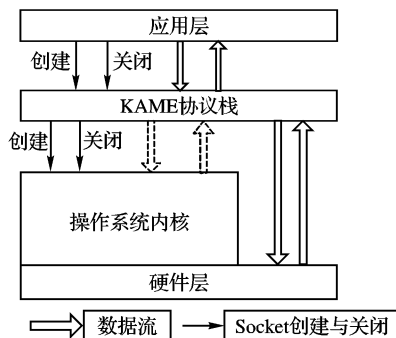 应用层
创建 关闭
KAME协议栈
创建 关闭
操作系统内核
硬件层
数据流 Socket创建与关闭